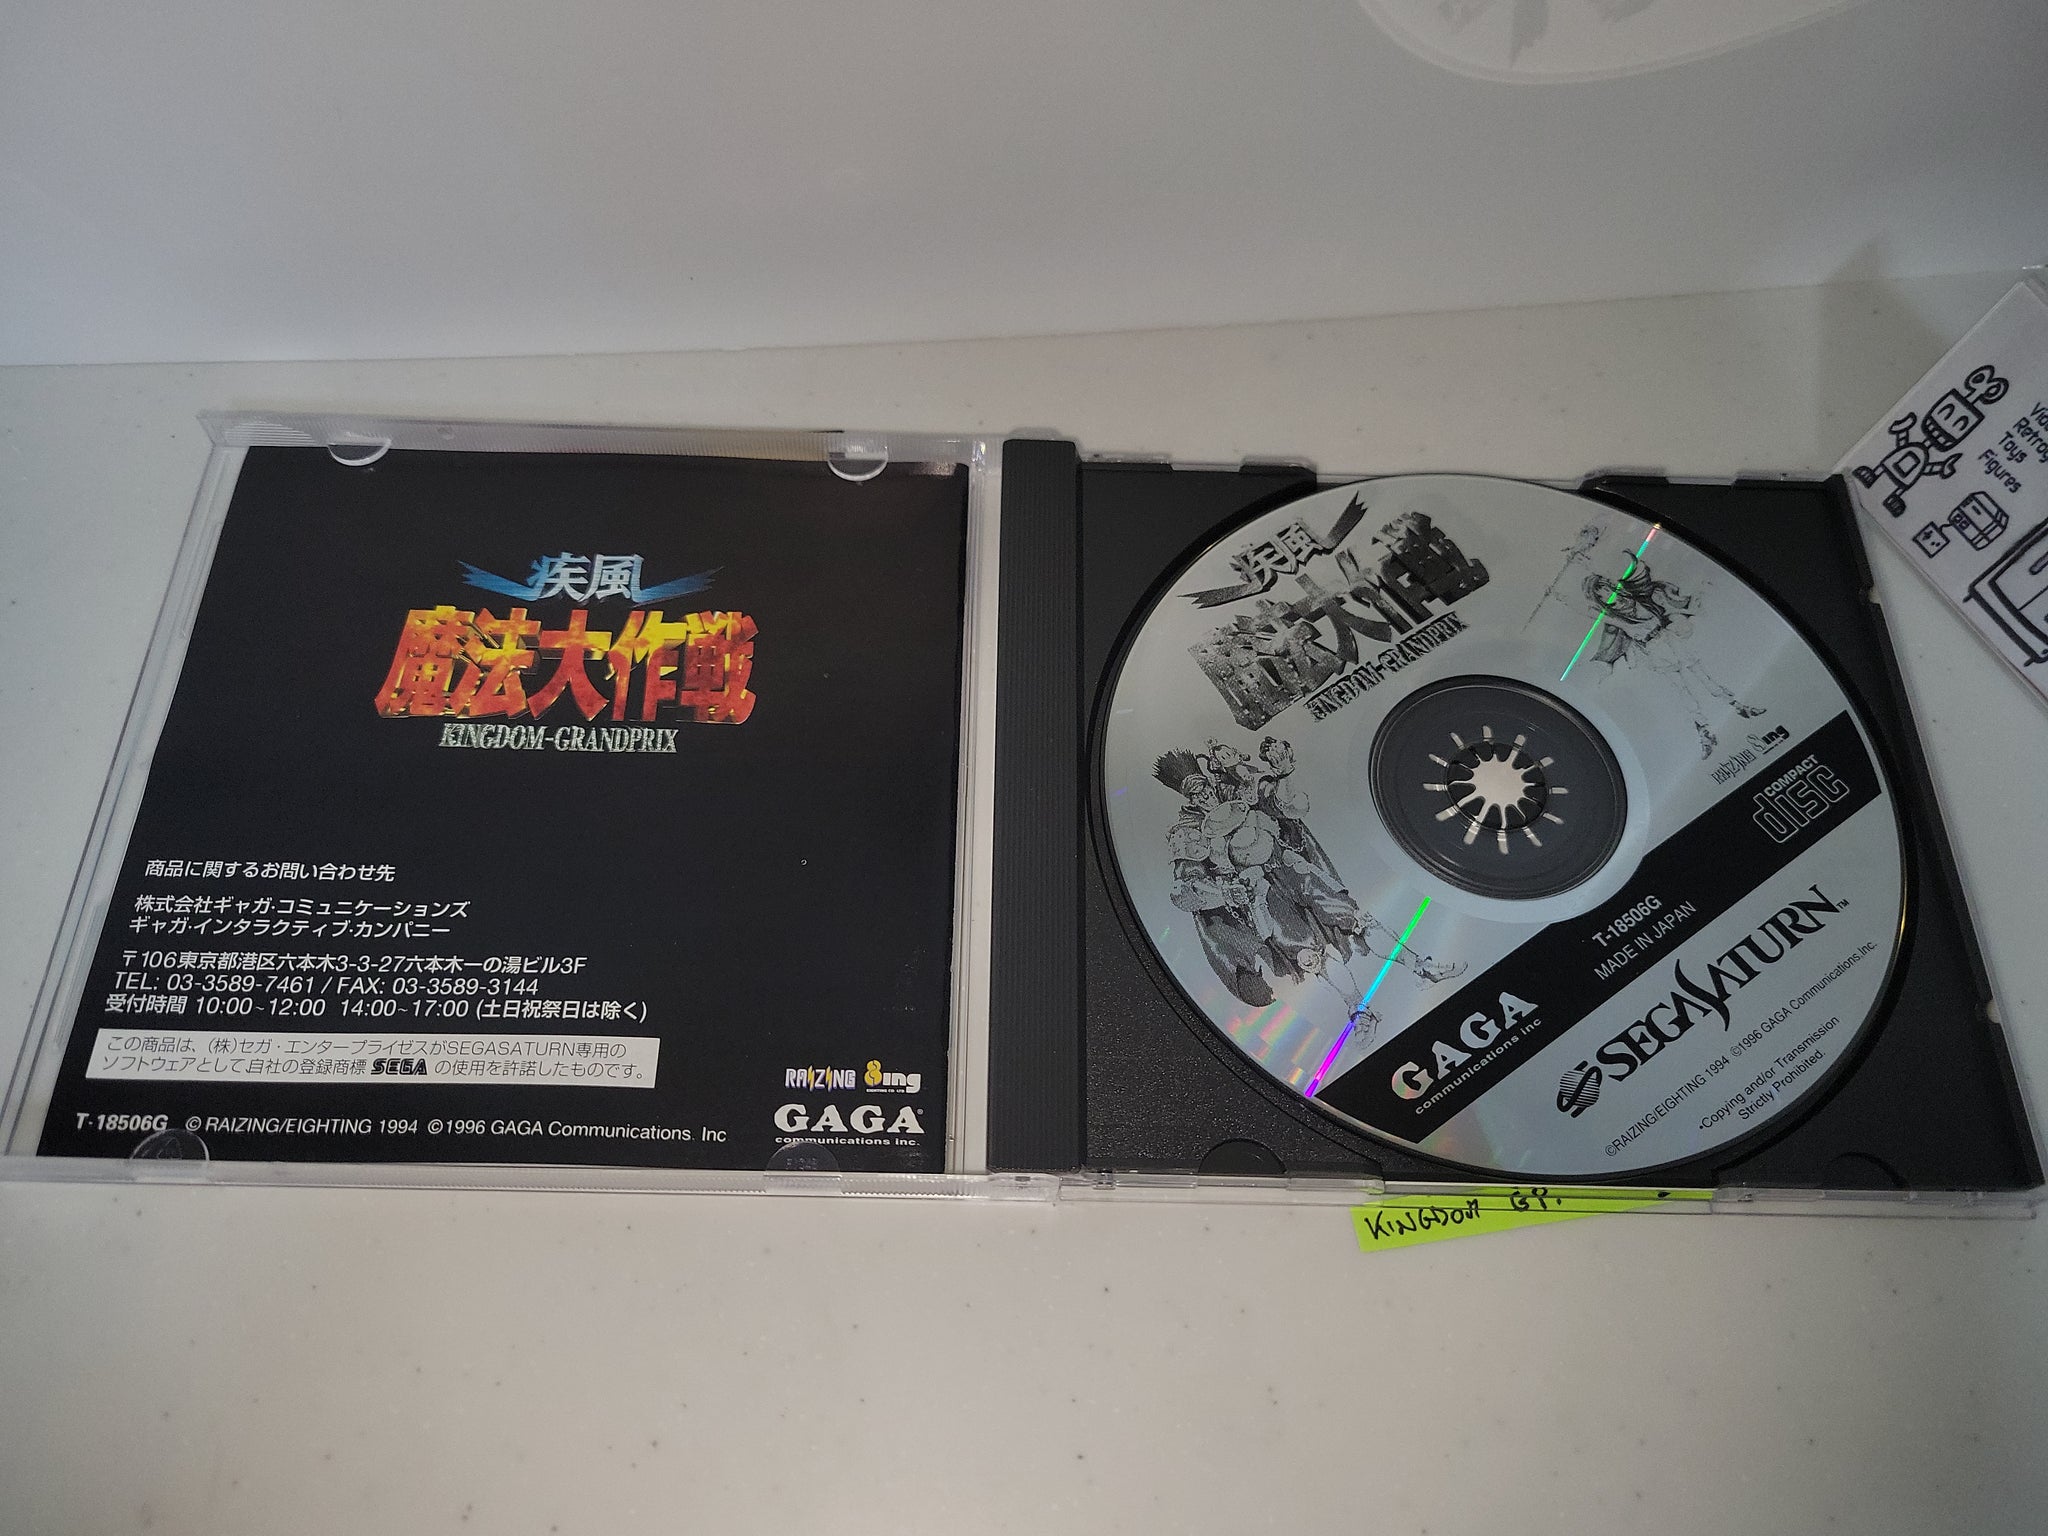 疾風
魔法大作戦
KINGDOM-GRANDPRIX
商品に関するお問い合わせ先
株式会社ギャガ・コミュニケーションズ
ギャガ・インタラクティブ・カンパニー
〒106東京都港区六本木3-3-27六本木一の湯ビル3F
TEL: 03-3589-7461 / FAX: 03-3589-3144
受付時間 10:00~12:00 14:00~17:00 (土日祝祭日は除く)
この商品は、(株)セガ・エンタープライゼスがSEGASATURN専用の
ソフトウェアとして、自社の登録商標 SEGA の使用を許諾したものです。
RAIZING 8ing
GAGA®
communications inc.
T-18506G © RAIZING/EIGHTING 1994 ©1996 GAGA Communications. Inc
疾風
魔法大作戦
KINGDOM-GRANDPRIX
RAIZING 8ing
COMPACT
disc
T-18506G
MADE IN JAPAN
GAGA
communications inc
SEGA SATURN™
©RAIZING/EIGHTING 1994 ©1996 GAGA Communications.Inc.
•Copying and/or Transmission
Strictly Prohibited.
KINGDOM GP.
Retro
Toys
Figures